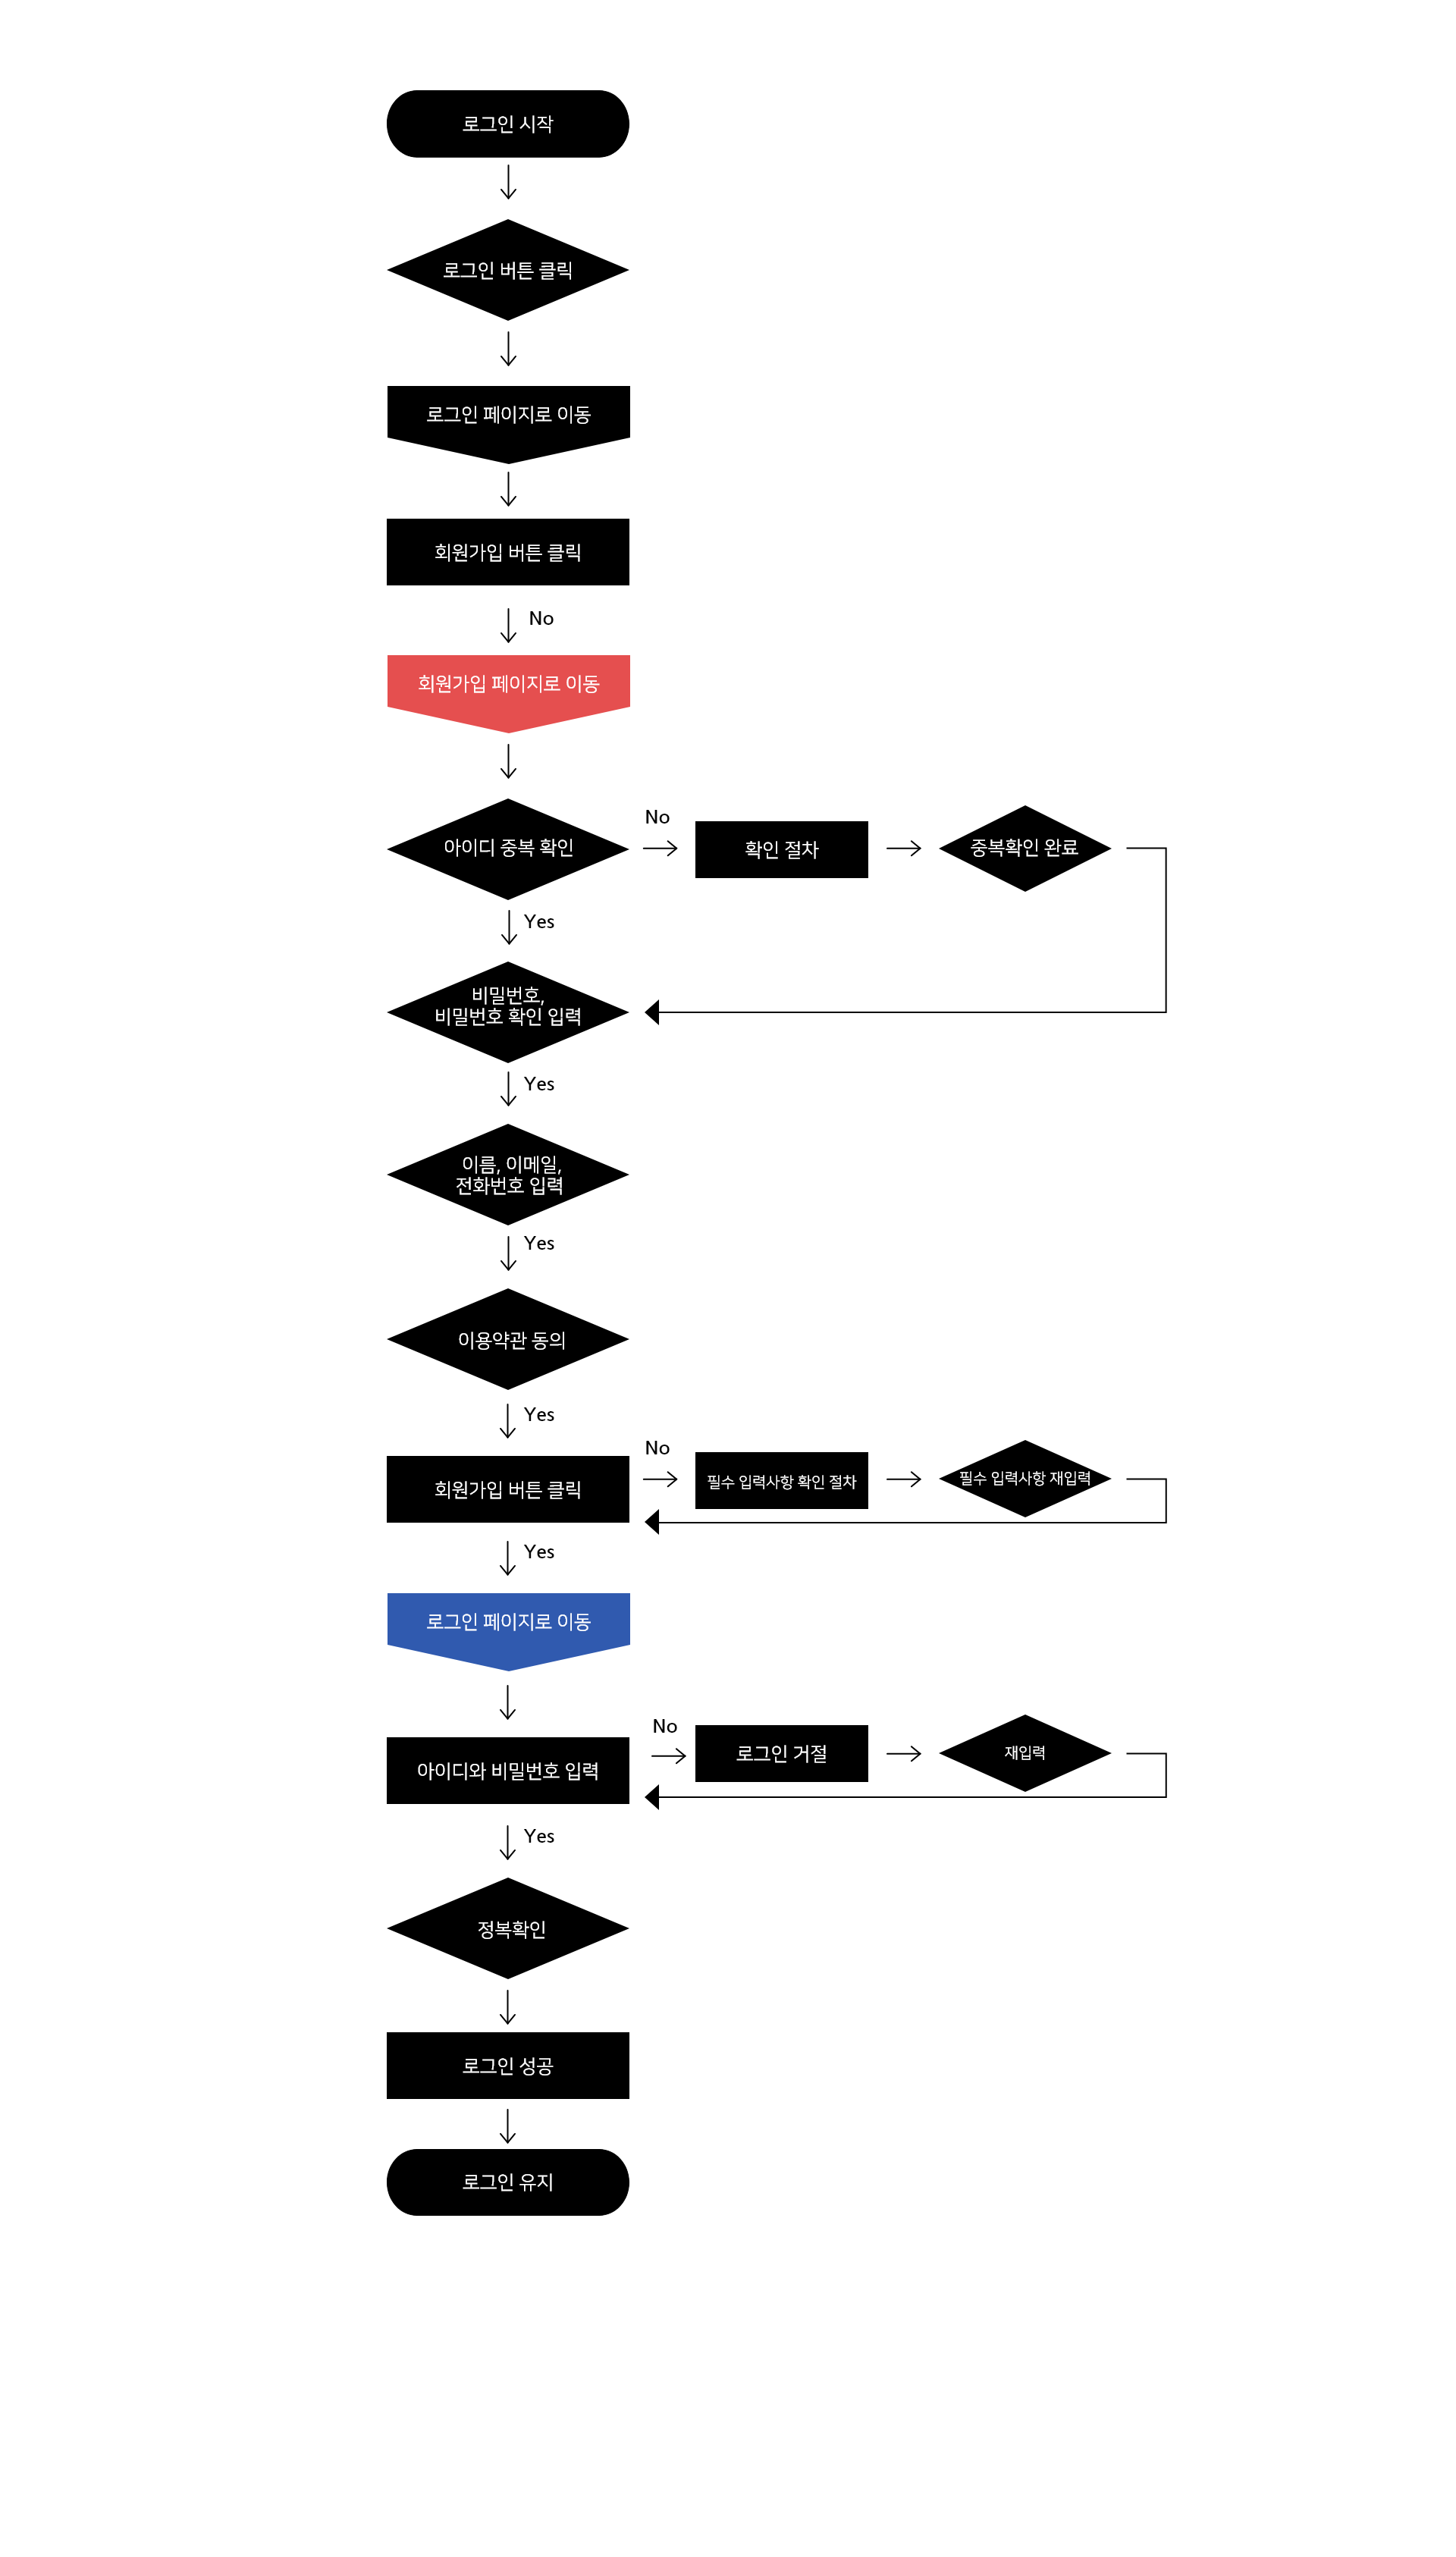 로그인 시작
로그인 버튼 클릭
로그인 페이지로 이동
회원가입 버튼 클릭
No
회원가입 페이지로 이동
아이디 중복 확인
No
확인 절차
중복확인 완료
Yes
비밀번호,
비밀번호 확인 입력
Yes
이름, 이메일,
전화번호 입력
Yes
이용약관 동의
Yes
회원가입 버튼 클릭
No
필수 입력사항 확인 절차
필수 입력사항 재입력
Yes
로그인 페이지로 이동
아이디와 비밀번호 입력
No
로그인 거절
재입력
Yes
정복확인
로그인 성공
로그인 유지